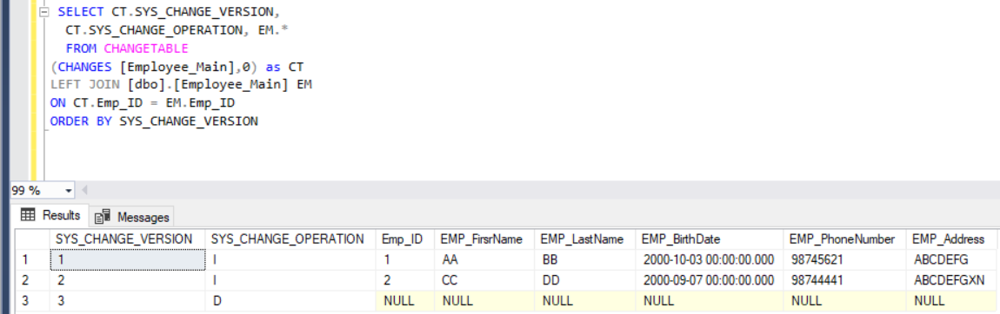 SELECT CT.SYS_CHANGE_VERSION,
CT.SYS_CHANGE_OPERATION, EM.*
FROM CHANGETABLE
(CHANGES [Employee_Main],0) as CT
LEFT JOIN [dbo].[Employee_Main] EM
ON CT.Emp_ID = EM.Emp_ID
ORDER BY SYS_CHANGE_VERSION
99 %
Results Messages
SYS_CHANGE_VERSION SYS_CHANGE_OPERATION Emp_ID EMP_FirsrName EMP_LastName EMP_BirthDate EMP_PhoneNumber EMP_Address
1 1 I 1 AA BB 2000-10-03 00:00:00.000 98745621 ABCDEFG
2 2 I 2 CC DD 2000-09-07 00:00:00.000 98744441 ABCDEFGXN
3 3 D NULL NULL NULL NULL NULL NULL